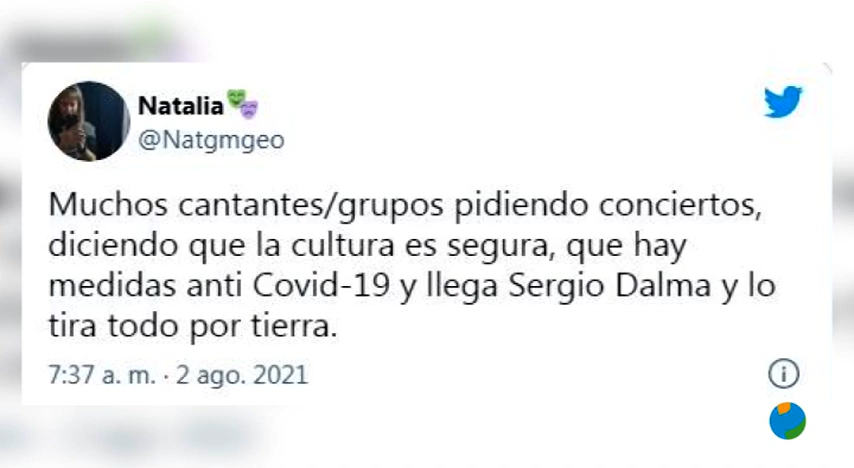 Natalia
@Natgmgeo
Muchos cantantes/grupos pidiendo conciertos,
diciendo que la cultura es segura, que hay
medidas anti Covid-19 y llega Sergio Dalma y lo
tira todo por tierra.
7:37 a. m. · 2 ago. 2021